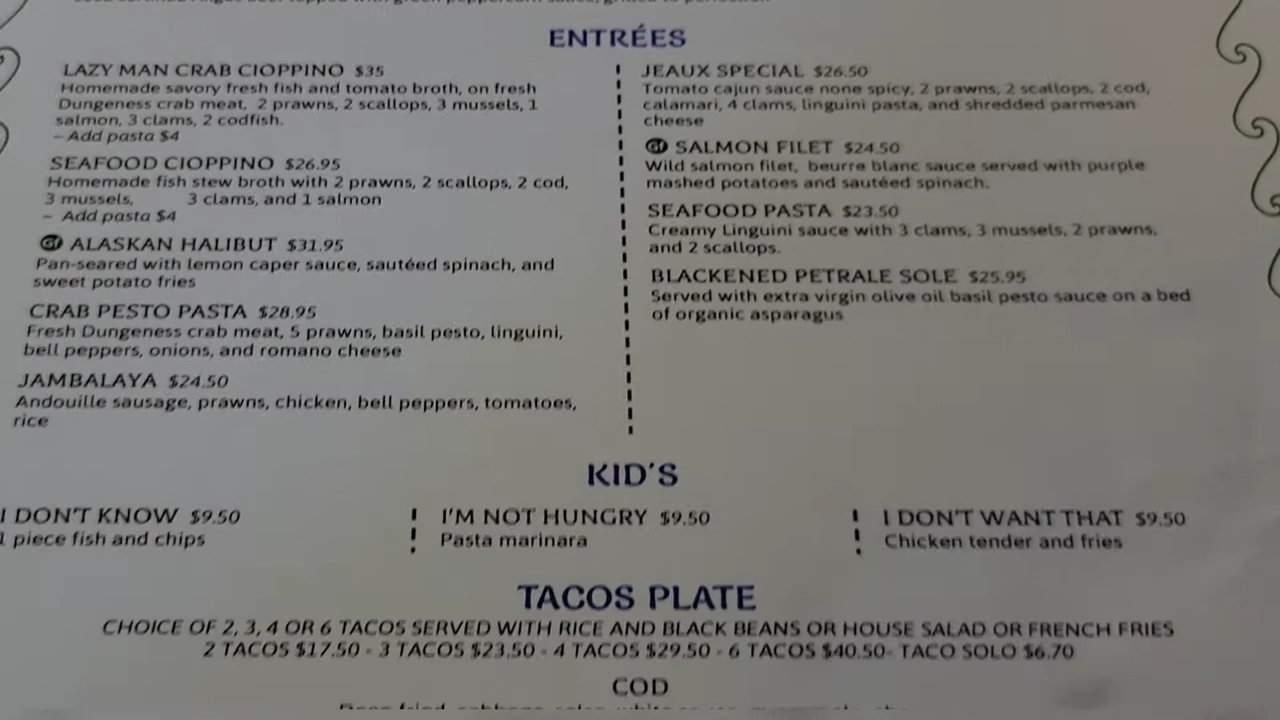 ENTRÉES
LAZY MAN CRAB CIOPPINO $35
Homemade savory fresh fish and tomato broth, on fresh
Dungeness crab meat, 2 prawns, 2 scallops, 3 mussels, 1
salmon, 3 clams, 2 codfish.
– Add pasta $4
SEAFOOD CIOPPINO $26.95
Homemade fish stew broth with 2 prawns, 2 scallops, 2 cod,
3 mussels, 3 clams, and 1 salmon
– Add pasta $4
GF ALASKAN HALIBUT $31.95
Pan-seared with lemon caper sauce, sautéed spinach, and
sweet potato fries
CRAB PESTO PASTA $28.95
Fresh Dungeness crab meat, 5 prawns, basil pesto, linguini,
bell peppers, onions, and romano cheese
JAMBALAYA $24.50
Andouille sausage, prawns, chicken, bell peppers, tomatoes,
rice
JEAUX SPECIAL $26.50
Tomato cajun sauce none spicy, 2 prawns, 2 scallops, 2 cod,
calamari, 4 clams, linguini pasta, and shredded parmesan
cheese
GF SALMON FILET $24.50
Wild salmon filet, beurre blanc sauce served with purple
mashed potatoes and sautéed spinach.
SEAFOOD PASTA $23.50
Creamy Linguini sauce with 3 clams, 3 mussels, 2 prawns,
and 2 scallops.
BLACKENED PETRALE SOLE $25.95
Served with extra virgin olive oil basil pesto sauce on a bed
of organic asparagus
KID'S
I DON'T KNOW $9.50
1 piece fish and chips
I'M NOT HUNGRY $9.50
Pasta marinara
I DON'T WANT THAT $9.50
Chicken tender and fries
TACOS PLATE
CHOICE OF 2, 3, 4 OR 6 TACOS SERVED WITH RICE AND BLACK BEANS OR HOUSE SALAD OR FRENCH FRIES
2 TACOS $17.50 - 3 TACOS $23.50 - 4 TACOS $29.50 - 6 TACOS $40.50- TACO SOLO $6.70
COD